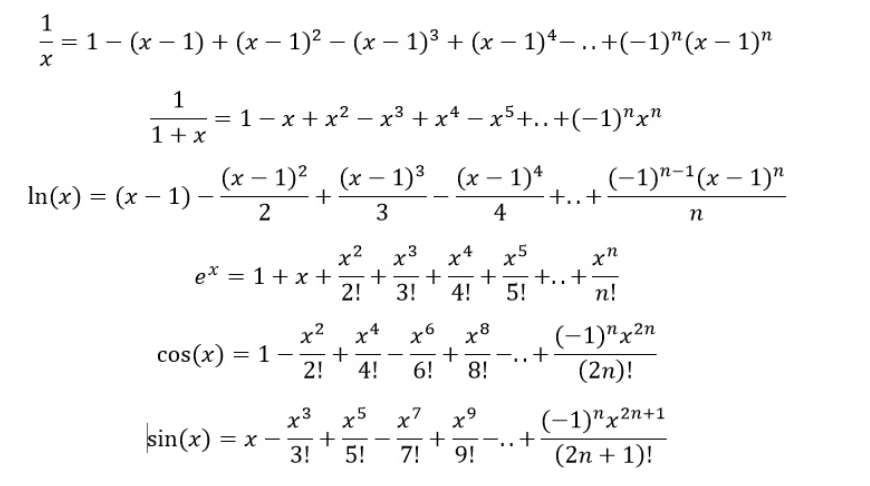 1/x = 1 − (x − 1) + (x − 1)² − (x − 1)³ + (x − 1)⁴− ..+(−1)ⁿ(x − 1)ⁿ
1/(1 + x) = 1 − x + x² − x³ + x⁴ − x⁵+..+(−1)ⁿxⁿ
ln(x) = (x − 1) − (x − 1)²/2 + (x − 1)³/3 − (x − 1)⁴/4 +..+ (−1)ⁿ⁻¹(x − 1)ⁿ/n
eˣ = 1 + x + x²/2! + x³/3! + x⁴/4! + x⁵/5! +..+ xⁿ/n!
cos(x) = 1 − x²/2! + x⁴/4! − x⁶/6! + x⁸/8! −..+ (−1)ⁿx²ⁿ/(2n)!
sin(x) = x − x³/3! + x⁵/5! − x⁷/7! + x⁹/9! −..+ (−1)ⁿx²ⁿ⁺¹/(2n + 1)!